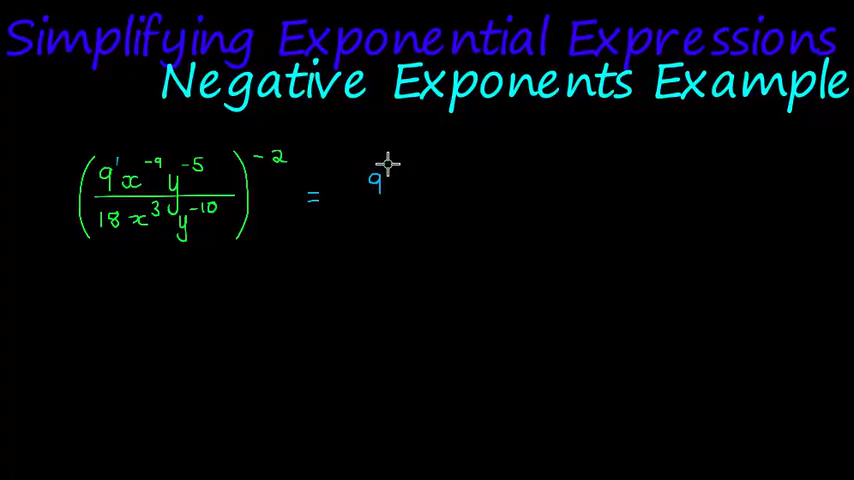 Simplifying Exponential Expressions
Negative Exponents Example
(9¹x⁻⁹y⁻⁵ / 18x³y⁻¹⁰)⁻² = 9